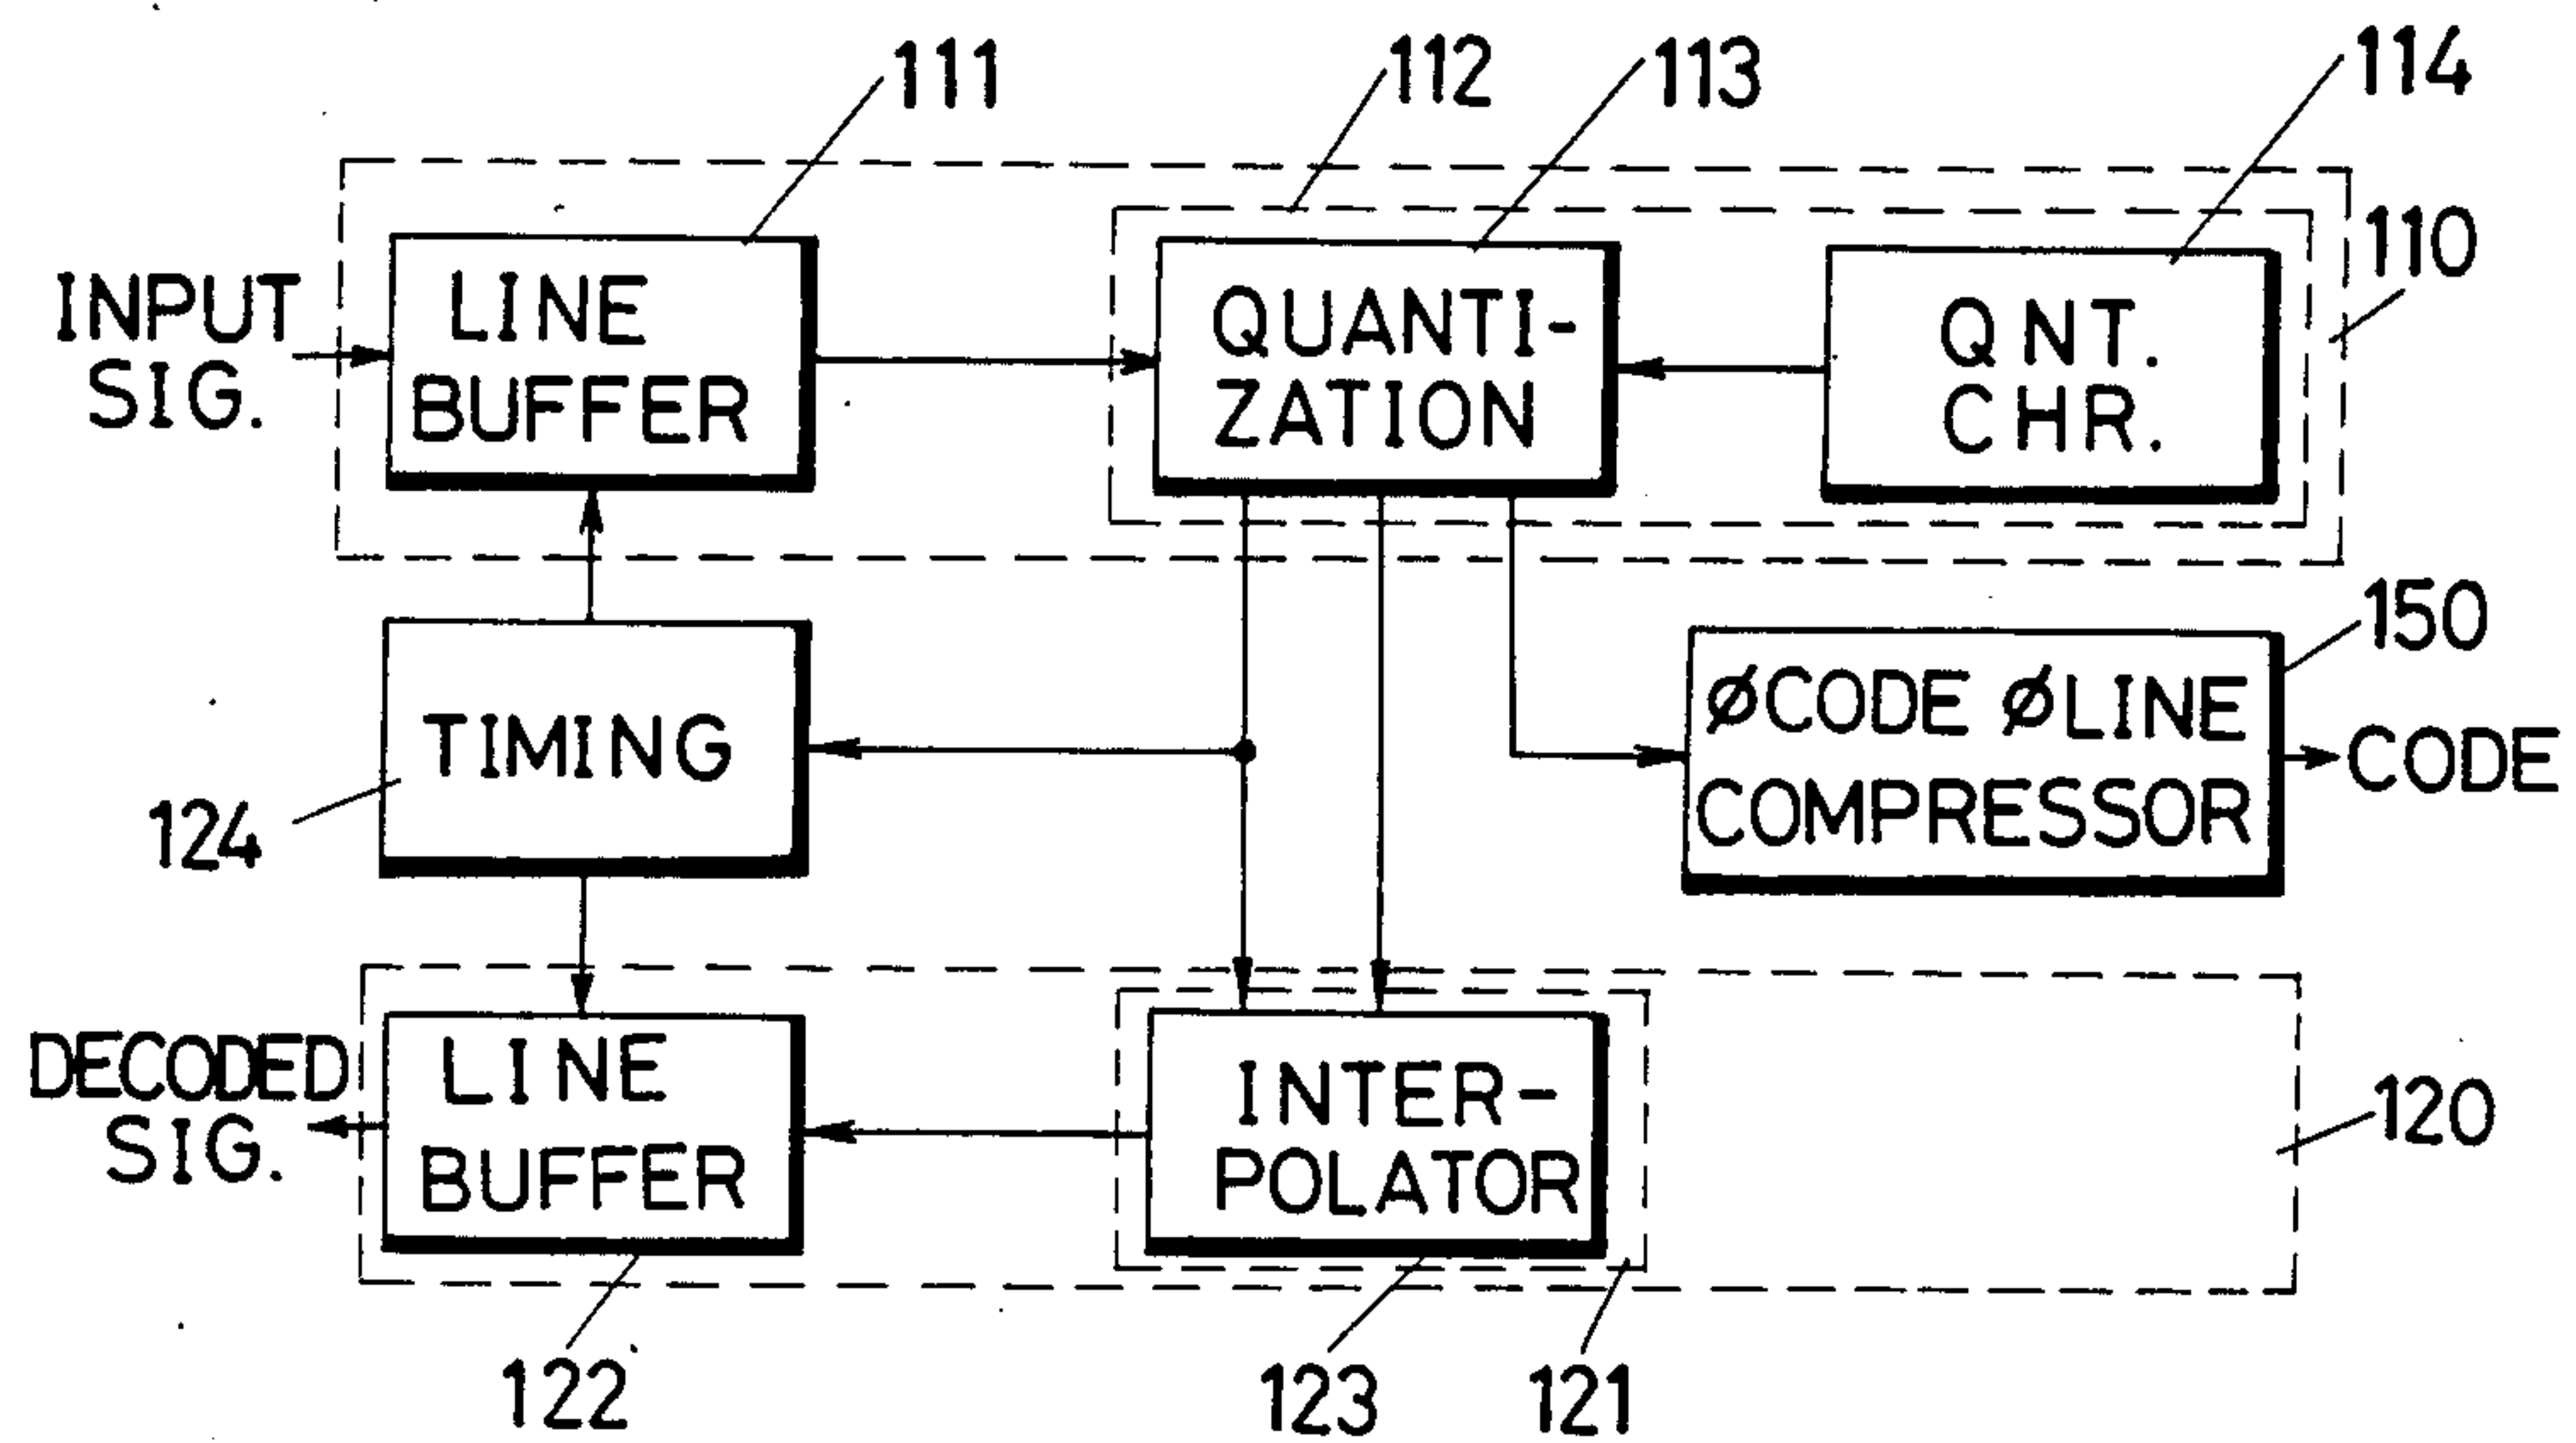 111
112
113
114
110
INPUT
SIG.
LINE
BUFFER
QUANTI-
ZATION
QNT.
CHR.
150
TIMING
124
ØCODE ØLINE
COMPRESSOR
CODE
DECODED
SIG.
LINE
BUFFER
INTER-
POLATOR
120
122
123
121